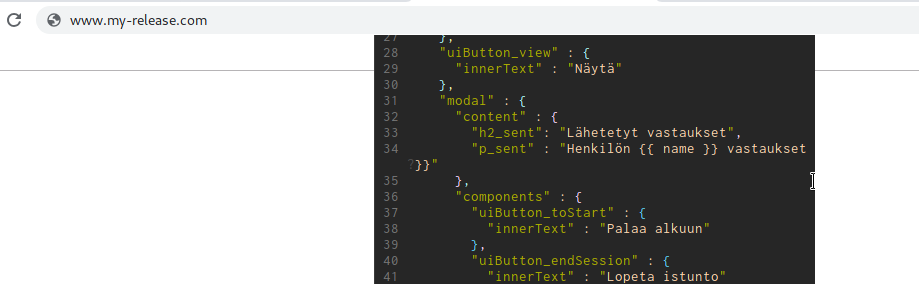 www.my-release.com
27 },
28 "uiButton_view" : {
29 "innerText" : "Näytä"
30 },
31 "modal" : {
32 "content" : {
33 "h2_sent": "Lähetetyt vastaukset",
34 "p_sent" : "Henkilön {{ name }} vastaukset
?}}"
35 },
36 "components" : {
37 "uiButton_toStart" : {
38 "innerText" : "Palaa alkuun"
39 },
40 "uiButton_endSession" : {
41 "innerText" : "Lopeta istunto"